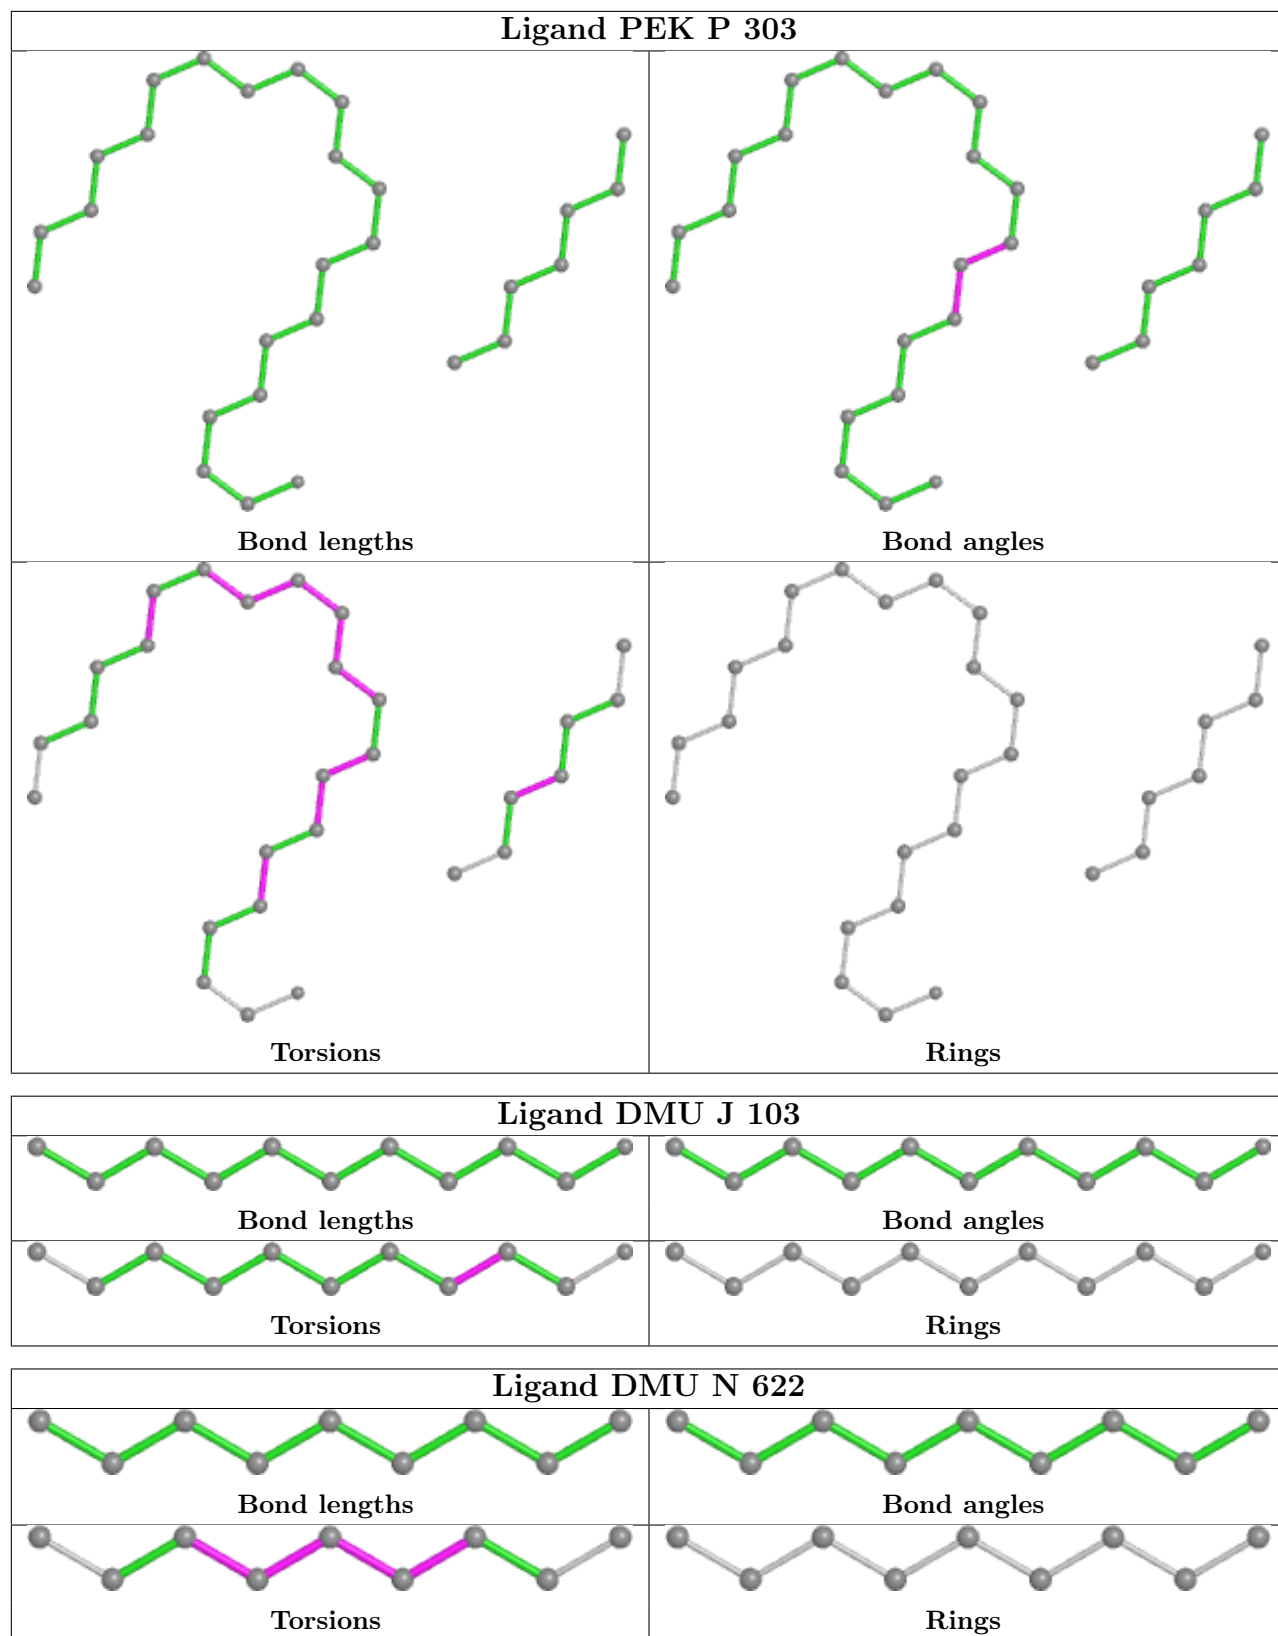 Ligand PEK P 303
Bond lengths
Bond angles
Torsions
Rings
Ligand DMU J 103
Bond lengths
Bond angles
Torsions
Rings
Ligand DMU N 622
Bond lengths
Bond angles
Torsions
Rings